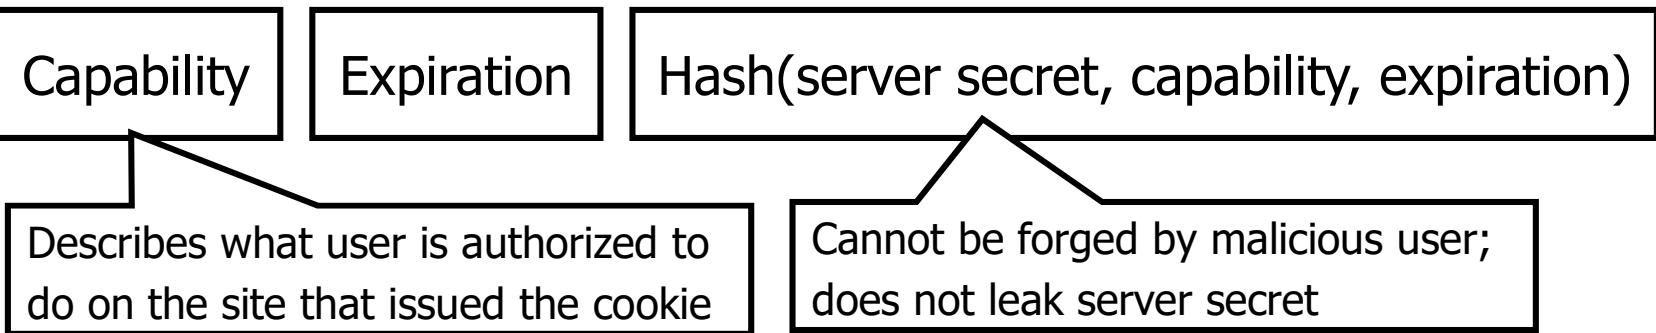 Capability
Expiration
Hash(server secret, capability, expiration)
Describes what user is authorized to
do on the site that issued the cookie
Cannot be forged by malicious user;
does not leak server secret